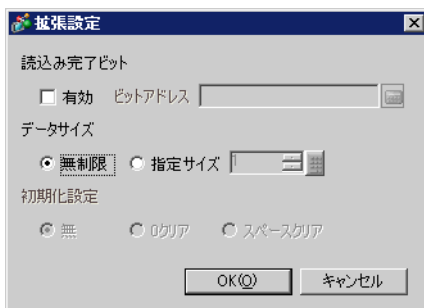 拡張設定
読込み完了ビット
有効 ビットアドレス
データサイズ
無制限 指定サイズ 1
初期化設定
無 0クリア スペースクリア
OK(O) キャンセル